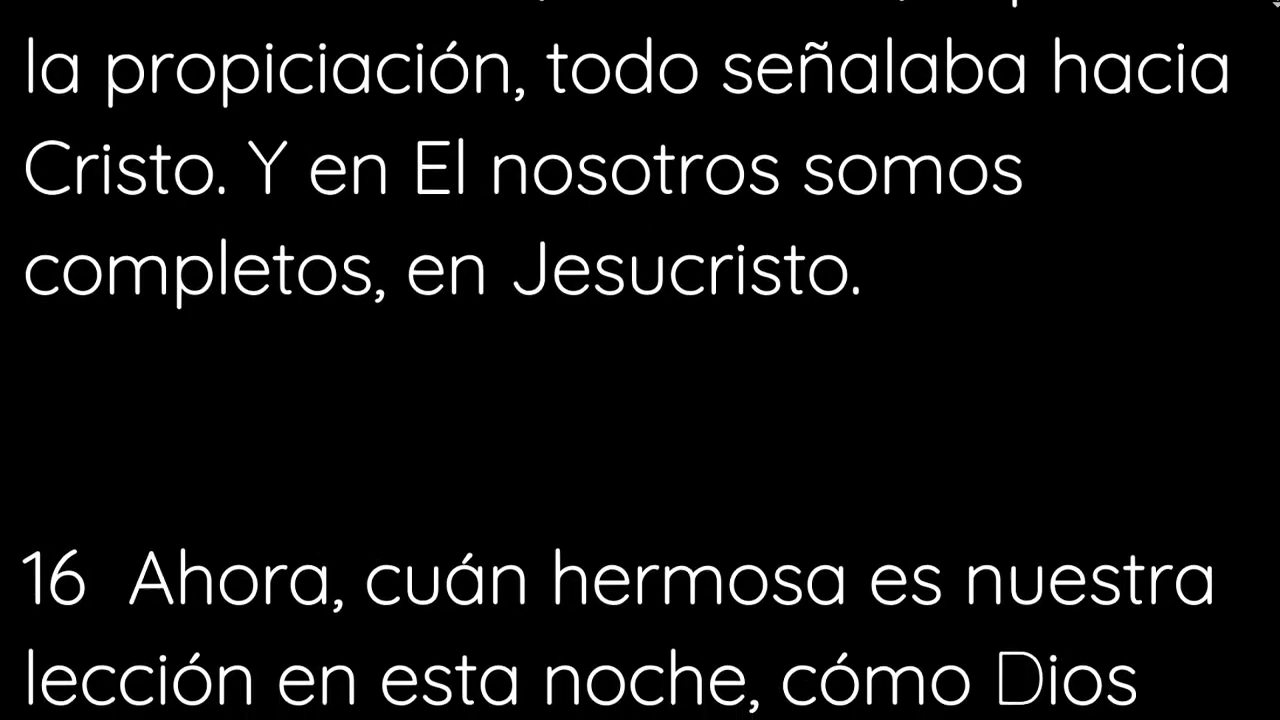 la propiciación, todo señalaba hacia
Cristo. Y en El nosotros somos
completos, en Jesucristo.
16 Ahora, cuán hermosa es nuestra
lección en esta noche, cómo Dios